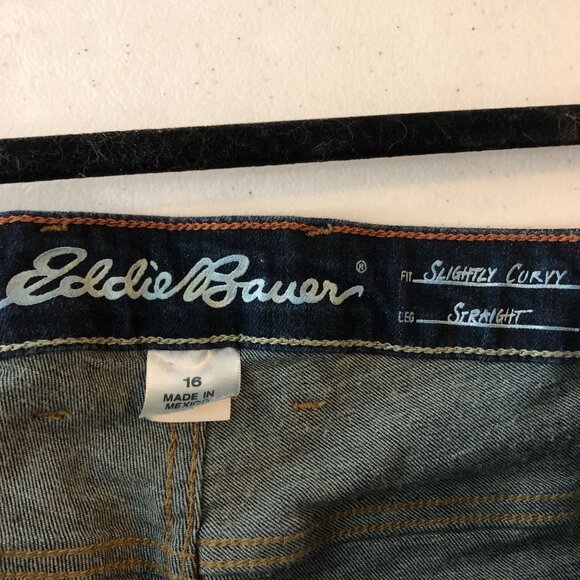 Eddie Bauer®
FIT SLIGHTLY CURVY
LEG STRAIGHT
16
MADE IN
MEXICO